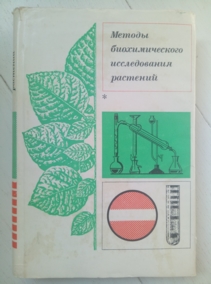 Методы
биохимического
исследования
растений